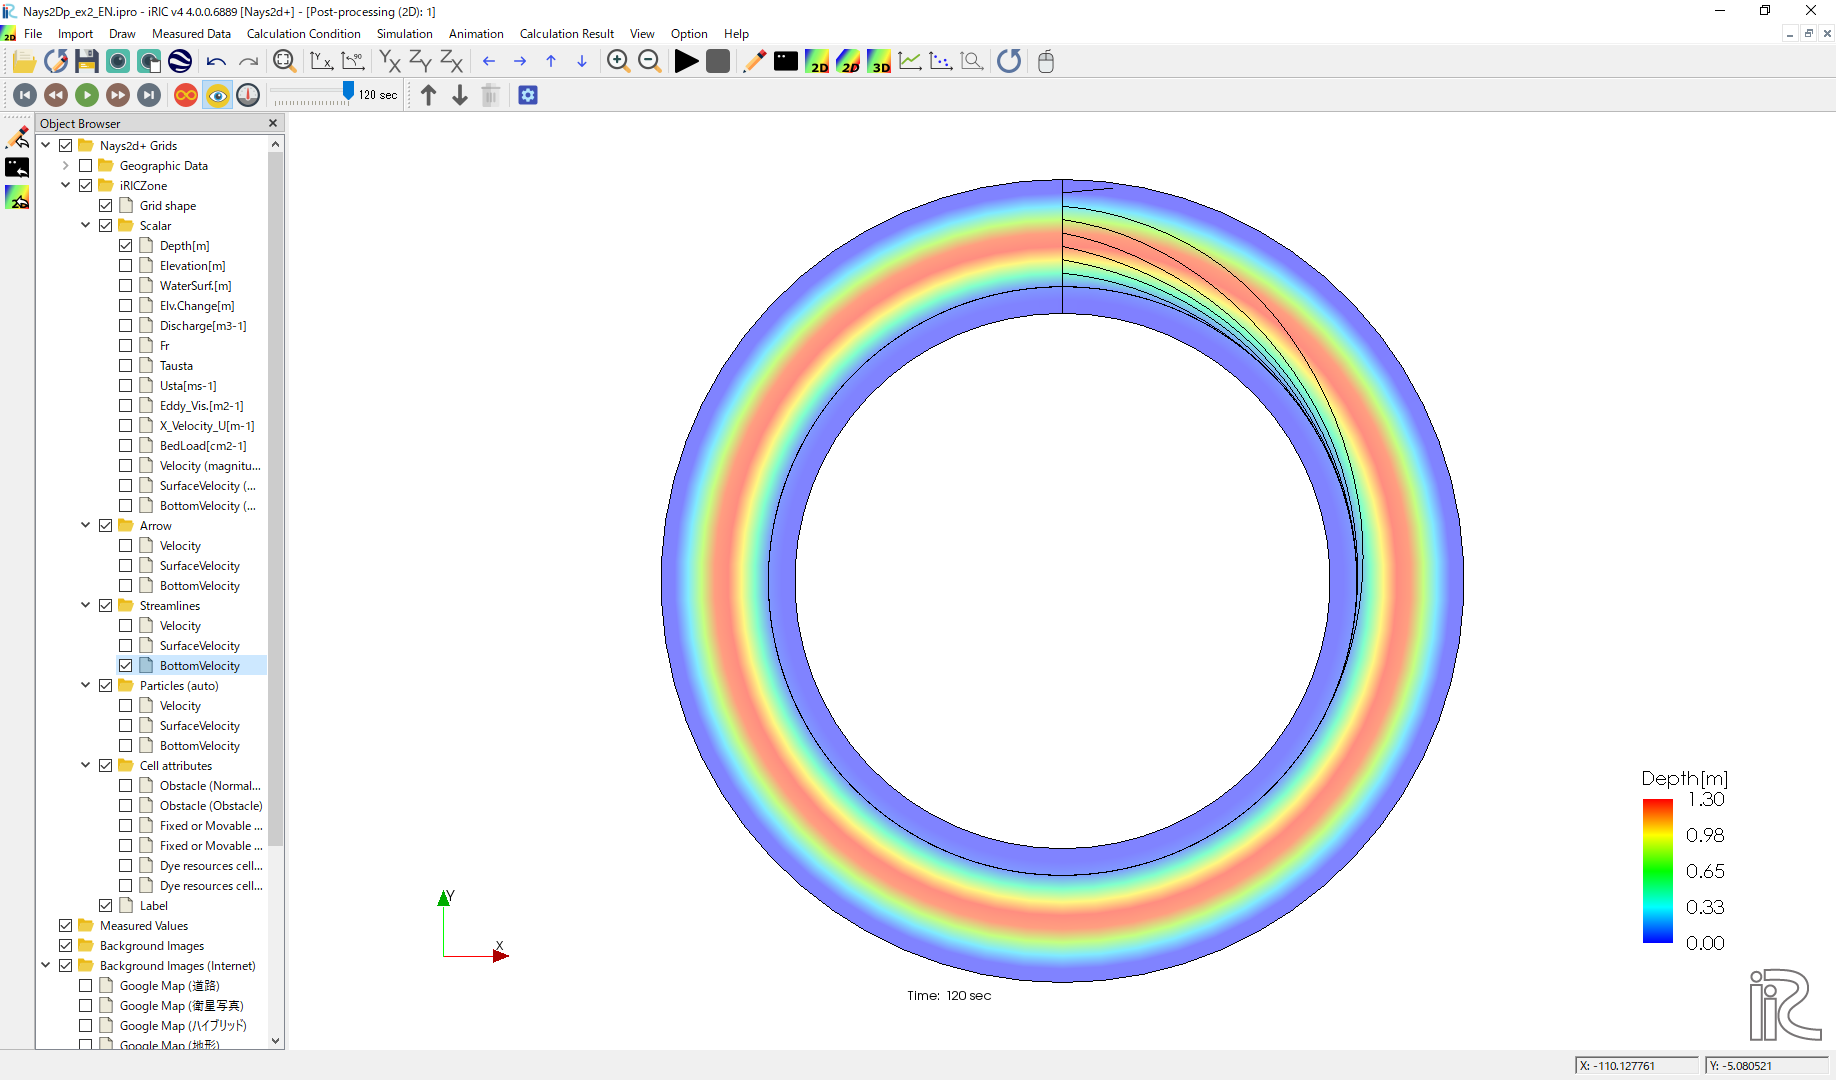 Nays2Dp_ex2_EN.ipro - iRIC v4 4.0.0.6889 [Nays2d+] - [Post-processing (2D): 1]
File Import Draw Measured Data Calculation Condition Simulation Animation Calculation Result View Option Help
120 sec
Object Browser
Nays2d+ Grids
Geographic Data
iRICZone
Grid shape
Scalar
Depth[m]
Elevation[m]
WaterSurf.[m]
Elv.Change[m]
Discharge[m3-1]
Fr
Tausta
Usta[ms-1]
Eddy_Vis.[m2-1]
X_Velocity_U[m-1]
BedLoad[cm2-1]
Velocity (magnitu...
SurfaceVelocity (...
BottomVelocity (...
Arrow
Velocity
SurfaceVelocity
BottomVelocity
Streamlines
Velocity
SurfaceVelocity
BottomVelocity
Particles (auto)
Velocity
SurfaceVelocity
BottomVelocity
Cell attributes
Obstacle (Normal...
Obstacle (Obstacle)
Fixed or Movable ...
Fixed or Movable ...
Dye resources cell...
Dye resources cell...
Label
Measured Values
Background Images
Background Images (Internet)
Google Map (道路)
Google Map (衛星写真)
Google Map (ハイブリッド)
Google Map (地形)
Y
X
Time: 120 sec
Depth[m]
1.30
0.98
0.65
0.33
0.00
iRIC
X: -110.127761
Y: -5.080521